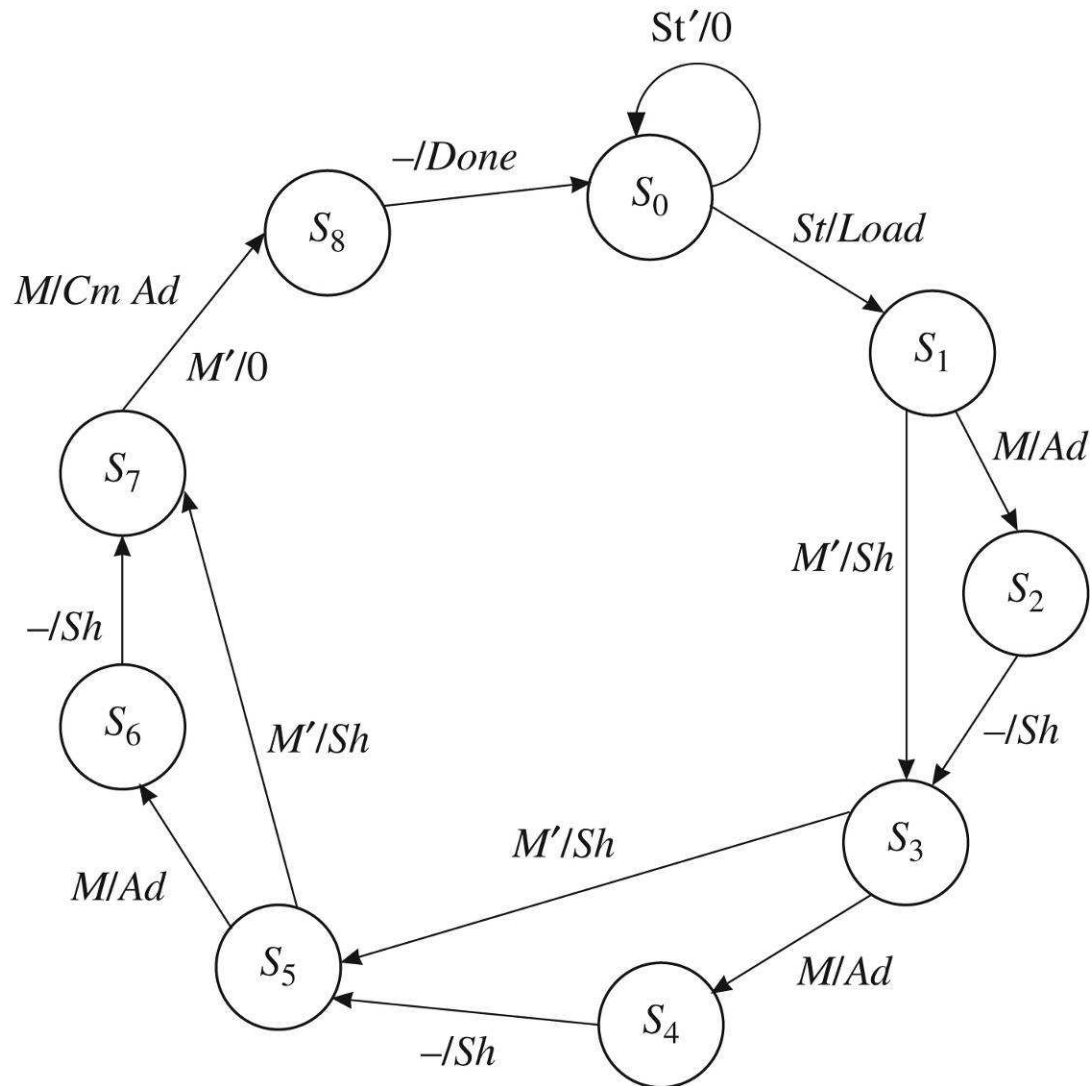 St′/0
–/Done
S₀
S₈
St/Load
M/Cm Ad
S₁
M′/0
M/Ad
S₇
M′/Sh
S₂
–/Sh
S₆
M′/Sh
–/Sh
M′/Sh
S₃
M/Ad
S₅
M/Ad
S₄
–/Sh